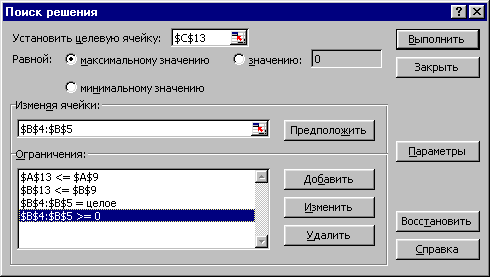 Поиск решения
Установить целевую ячейку: $C$13
Выполнить
Равной: максимальному значению значению: 0
Закрыть
минимальному значению
Изменяя ячейки:
$B$4:$B$5
Предположить
Ограничения:
Параметры
$A$13 <= $A$9
Добавить
$B$13 <= $B$9
$B$4:$B$5 = целое
Изменить
$B$4:$B$5 >= 0
Восстановить
Удалить
Справка